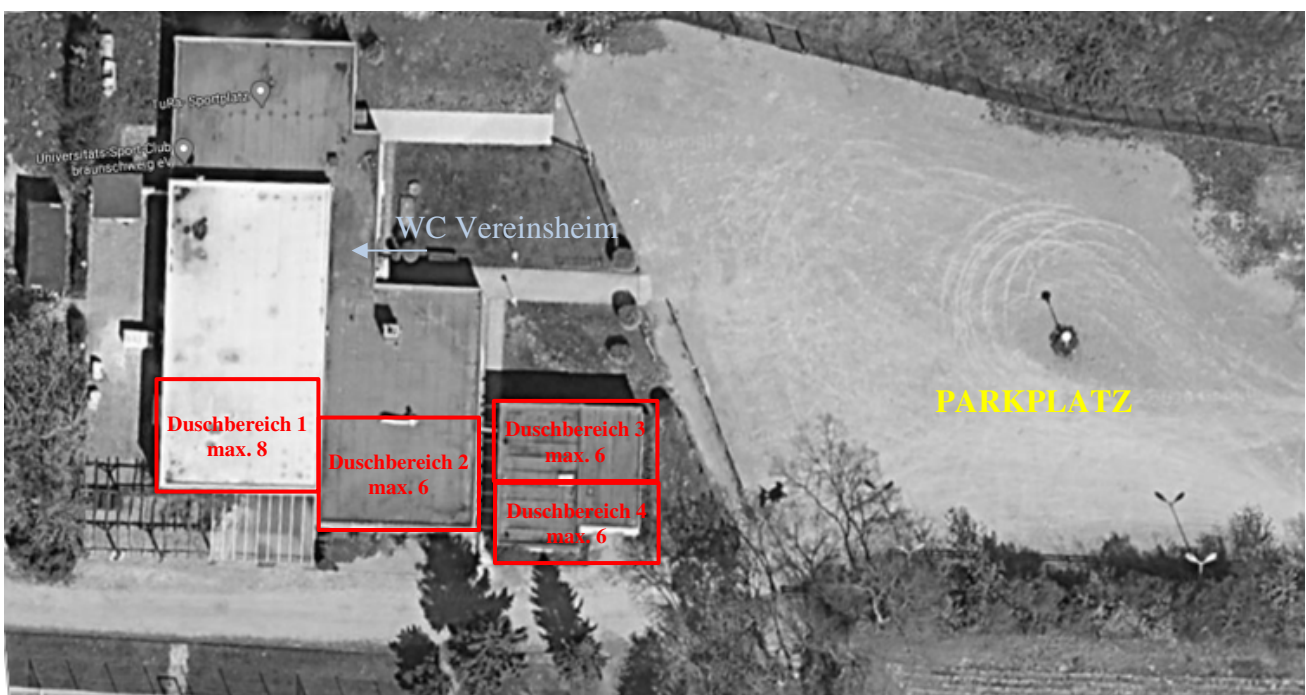 TuRa- Sportplatz
Universitäts-Sport-Club
braunschweig eV
WC Vereinsheim
PARKPLATZ
Duschbereich 1
max. 8
Duschbereich 2
max. 6
Duschbereich 3
max. 6
Duschbereich 4
max. 6